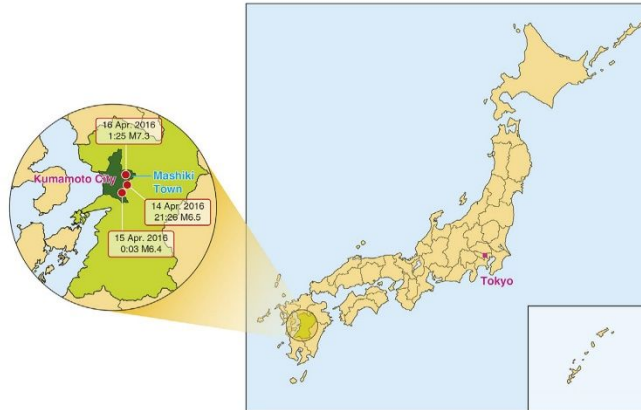 16 Apr. 2016
1:25 M7.3
Kumamoto City
Mashiki
Town
14 Apr. 2016
21:26 M6.5
15 Apr. 2016
0:03 M6.4
Tokyo